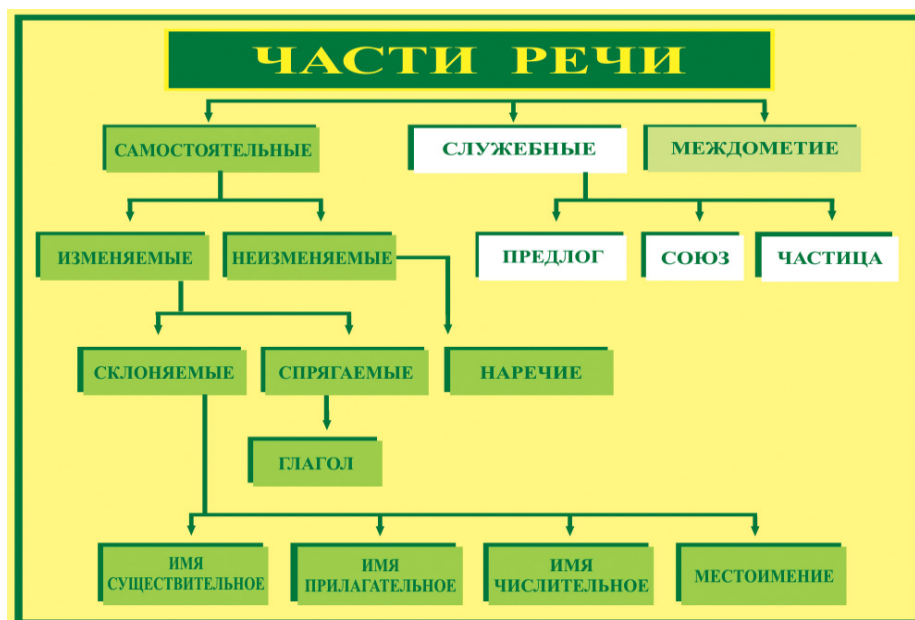 ЧАСТИ РЕЧИ
САМОСТОЯТЕЛЬНЫЕ
СЛУЖЕБНЫЕ
МЕЖДОМЕТИЕ
ИЗМЕНЯЕМЫЕ
НЕИЗМЕНЯЕМЫЕ
ПРЕДЛОГ
СОЮЗ
ЧАСТИЦА
СКЛОНЯЕМЫЕ
СПРЯГАЕМЫЕ
НАРЕЧИЕ
ГЛАГОЛ
ИМЯ
СУЩЕСТВИТЕЛЬНОЕ
ИМЯ
ПРИЛАГАТЕЛЬНОЕ
ИМЯ
ЧИСЛИТЕЛЬНОЕ
МЕСТОИМЕНИЕ